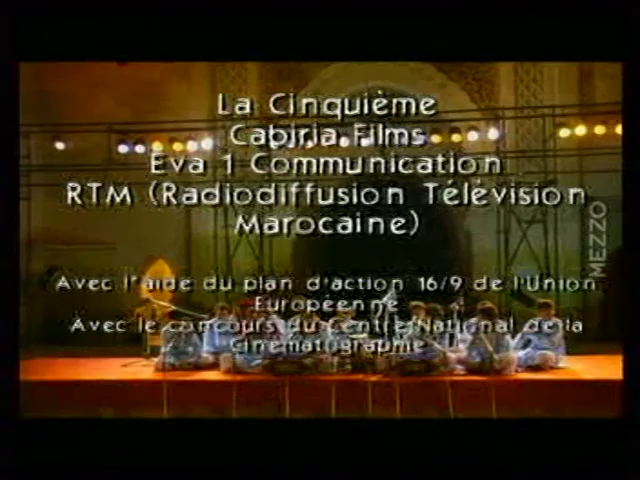 La Cinquième
Cabiria Films
Eva 1 Communication
RTM (Radiodiffusion Télévision
Marocaine)
MEZZO
Avec l'aide du plan d'action 16/9 de l'Union
Européenne
Avec le concours du Centre National de la
Cinématographie